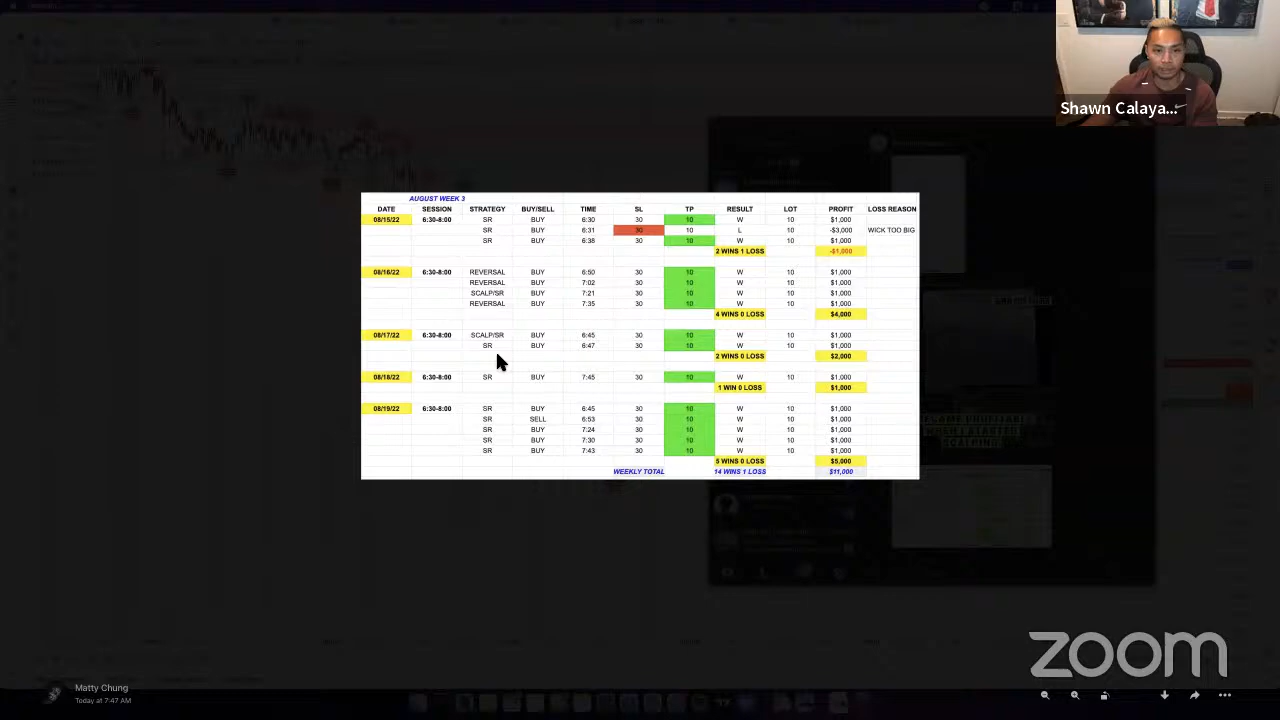 Shawn Calaya...
AUGUST WEEK 3
DATE SESSION STRATEGY BUY/SELL TIME SL TP RESULT LOT PROFIT LOSS REASON
08/15/22 6:30-8:00 SR BUY 6:30 30 10 W 10 $1,000
SR BUY 6:31 30 10 L 10 -$3,000 WICK TOO BIG
SR BUY 6:38 30 10 W 10 $1,000
2 WINS 1 LOSS -$1,000
08/16/22 6:30-8:00 REVERSAL BUY 6:50 30 10 W 10 $1,000
REVERSAL BUY 7:02 30 10 W 10 $1,000
SCALP/SR BUY 7:21 30 10 W 10 $1,000
REVERSAL BUY 7:35 30 10 W 10 $1,000
4 WINS 0 LOSS $4,000
08/17/22 6:30-8:00 SCALP/SR BUY 6:45 30 10 W 10 $1,000
SR BUY 6:47 30 10 W 10 $1,000
2 WINS 0 LOSS $2,000
08/18/22 6:30-8:00 SR BUY 7:45 30 10 W 10 $1,000
1 WIN 0 LOSS $1,000
08/19/22 6:30-8:00 SR BUY 6:45 30 10 W 10 $1,000
SR SELL 6:53 30 10 W 10 $1,000
SR BUY 7:24 30 10 W 10 $1,000
SR BUY 7:30 30 10 W 10 $1,000
SR BUY 7:43 30 10 W 10 $1,000
5 WINS 0 LOSS $5,000
WEEKLY TOTAL 14 WINS 1 LOSS $11,000
zoom
Matty Chung
Today at 7:47 AM